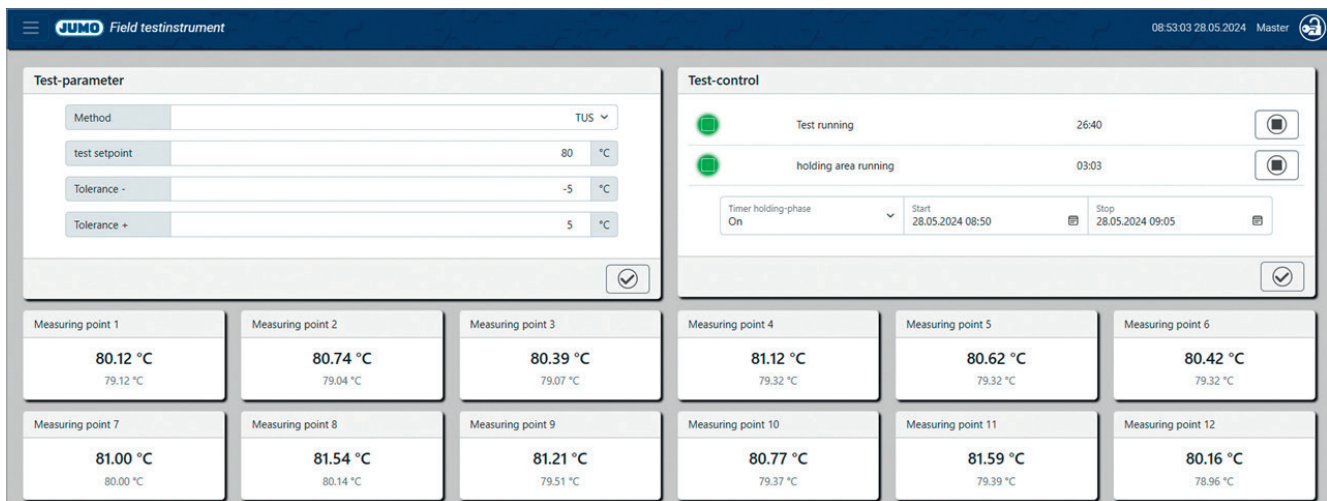 JUMO Field testinstrument 08:53:03 28.05.2024 Master
Test-parameter
Method TUS
test setpoint 80 °C
Tolerance - -5 °C
Tolerance + 5 °C
Test-control
Test running 26:40
holding area running 03:03
Timer holding-phase Start Stop
On 28.05.2024 08:50 28.05.2024 09:05
Measuring point 1 Measuring point 2 Measuring point 3 Measuring point 4 Measuring point 5 Measuring point 6
80.12 °C 80.74 °C 80.39 °C 81.12 °C 80.62 °C 80.42 °C
79.12 °C 79.04 °C 79.07 °C 79.32 °C 79.32 °C 79.32 °C
Measuring point 7 Measuring point 8 Measuring point 9 Measuring point 10 Measuring point 11 Measuring point 12
81.00 °C 81.54 °C 81.21 °C 80.77 °C 81.59 °C 80.16 °C
80.00 °C 80.14 °C 79.51 °C 79.37 °C 79.39 °C 78.96 °C